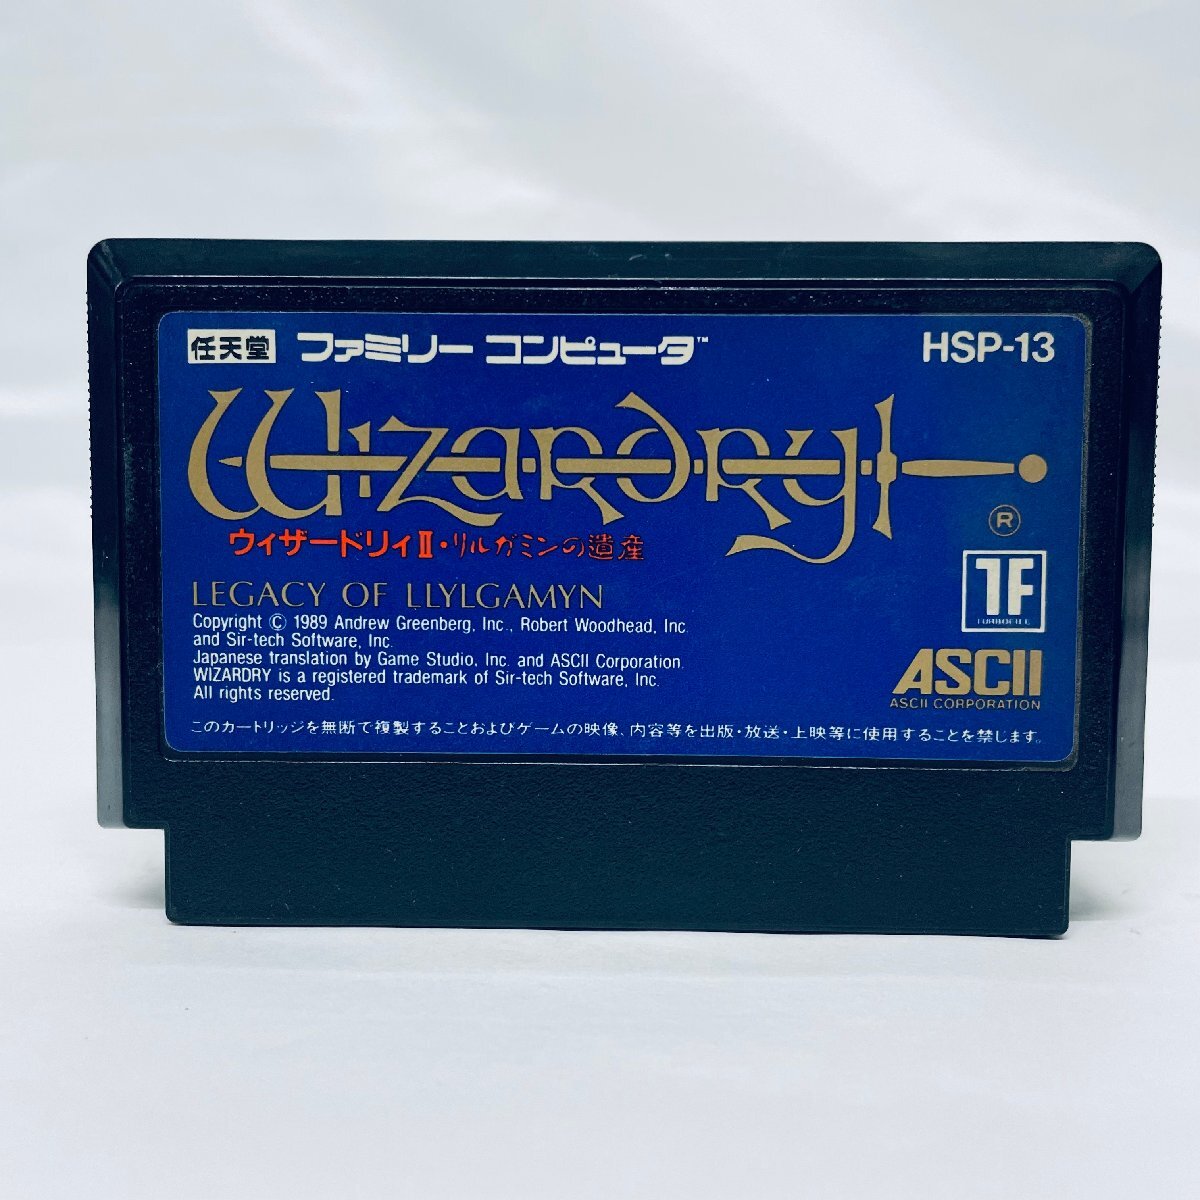 任天堂 ファミリー コンピュータ™ HSP-13
Wizardry
®
ウィザードリィⅡ・リルガミンの遺産
LEGACY OF LLYLGAMYN
Copyright © 1989 Andrew Greenberg, Inc., Robert Woodhead, Inc.
and Sir-tech Software, Inc.
Japanese translation by Game Studio, Inc. and ASCII Corporation.
WIZARDRY is a registered trademark of Sir-tech Software, Inc.
All rights reserved.
TF
TURBOFILE
ASCII
ASCII CORPORATION
このカートリッジを無断で複製することおよびゲームの映像、内容等を出版・放送・上映等に使用することを禁じます。